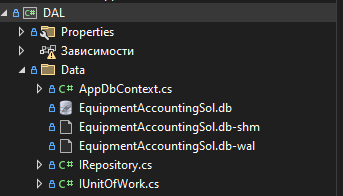 C# DAL
Properties
Зависимости
Data
C# AppDbContext.cs
EquipmentAccountingSol.db
EquipmentAccountingSol.db-shm
EquipmentAccountingSol.db-wal
C# IRepository.cs
C# IUnitOfWork.cs